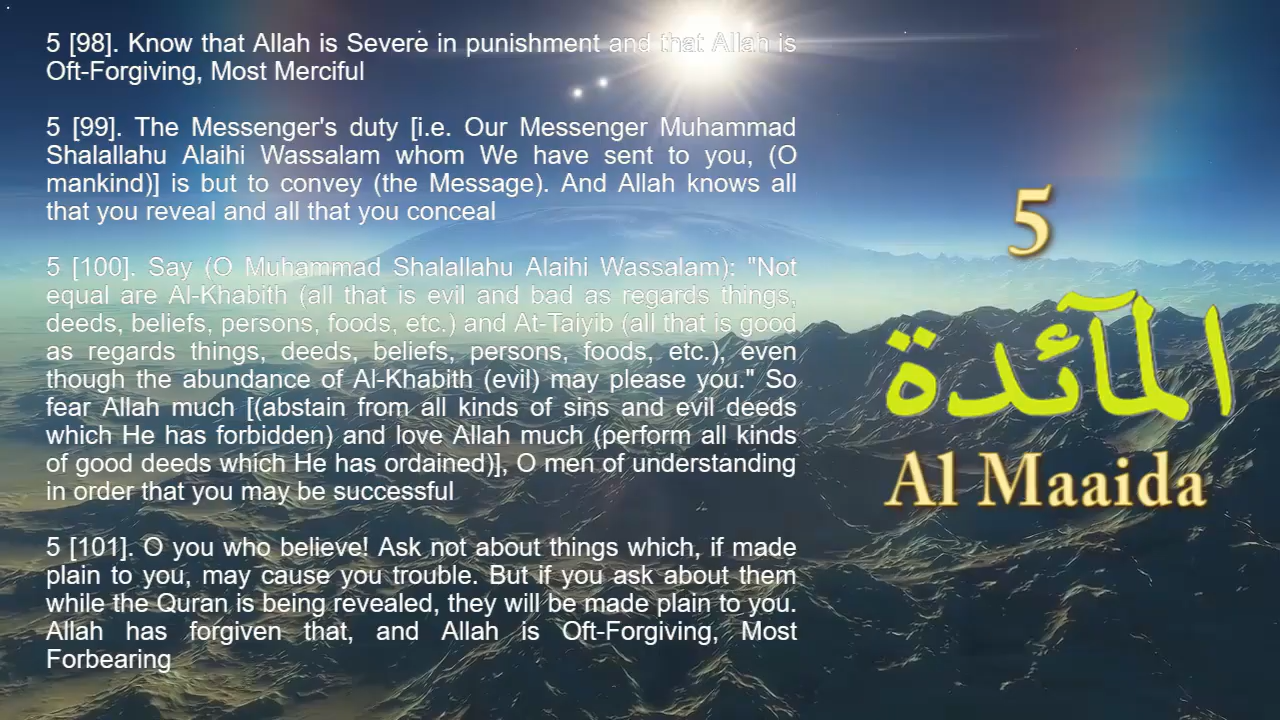 5 [98]. Know that Allah is Severe in punishment and that Allah is
Oft-Forgiving, Most Merciful
5 [99]. The Messenger's duty [i.e. Our Messenger Muhammad
Shalallahu Alaihi Wassalam whom We have sent to you, (O
mankind)] is but to convey (the Message). And Allah knows all
that you reveal and all that you conceal
5 [100]. Say (O Muhammad Shalallahu Alaihi Wassalam): "Not
equal are Al-Khabith (all that is evil and bad as regards things,
deeds, beliefs, persons, foods, etc.) and At-Taiyib (all that is good
as regards things, deeds, beliefs, persons, foods, etc.), even
though the abundance of Al-Khabith (evil) may please you." So
fear Allah much [(abstain from all kinds of sins and evil deeds
which He has forbidden) and love Allah much (perform all kinds
of good deeds which He has ordained)], O men of understanding
in order that you may be successful
5 [101]. O you who believe! Ask not about things which, if made
plain to you, may cause you trouble. But if you ask about them
while the Quran is being revealed, they will be made plain to you.
Allah has forgiven that, and Allah is Oft-Forgiving, Most
Forbearing
5
المآئدة
Al Maaida